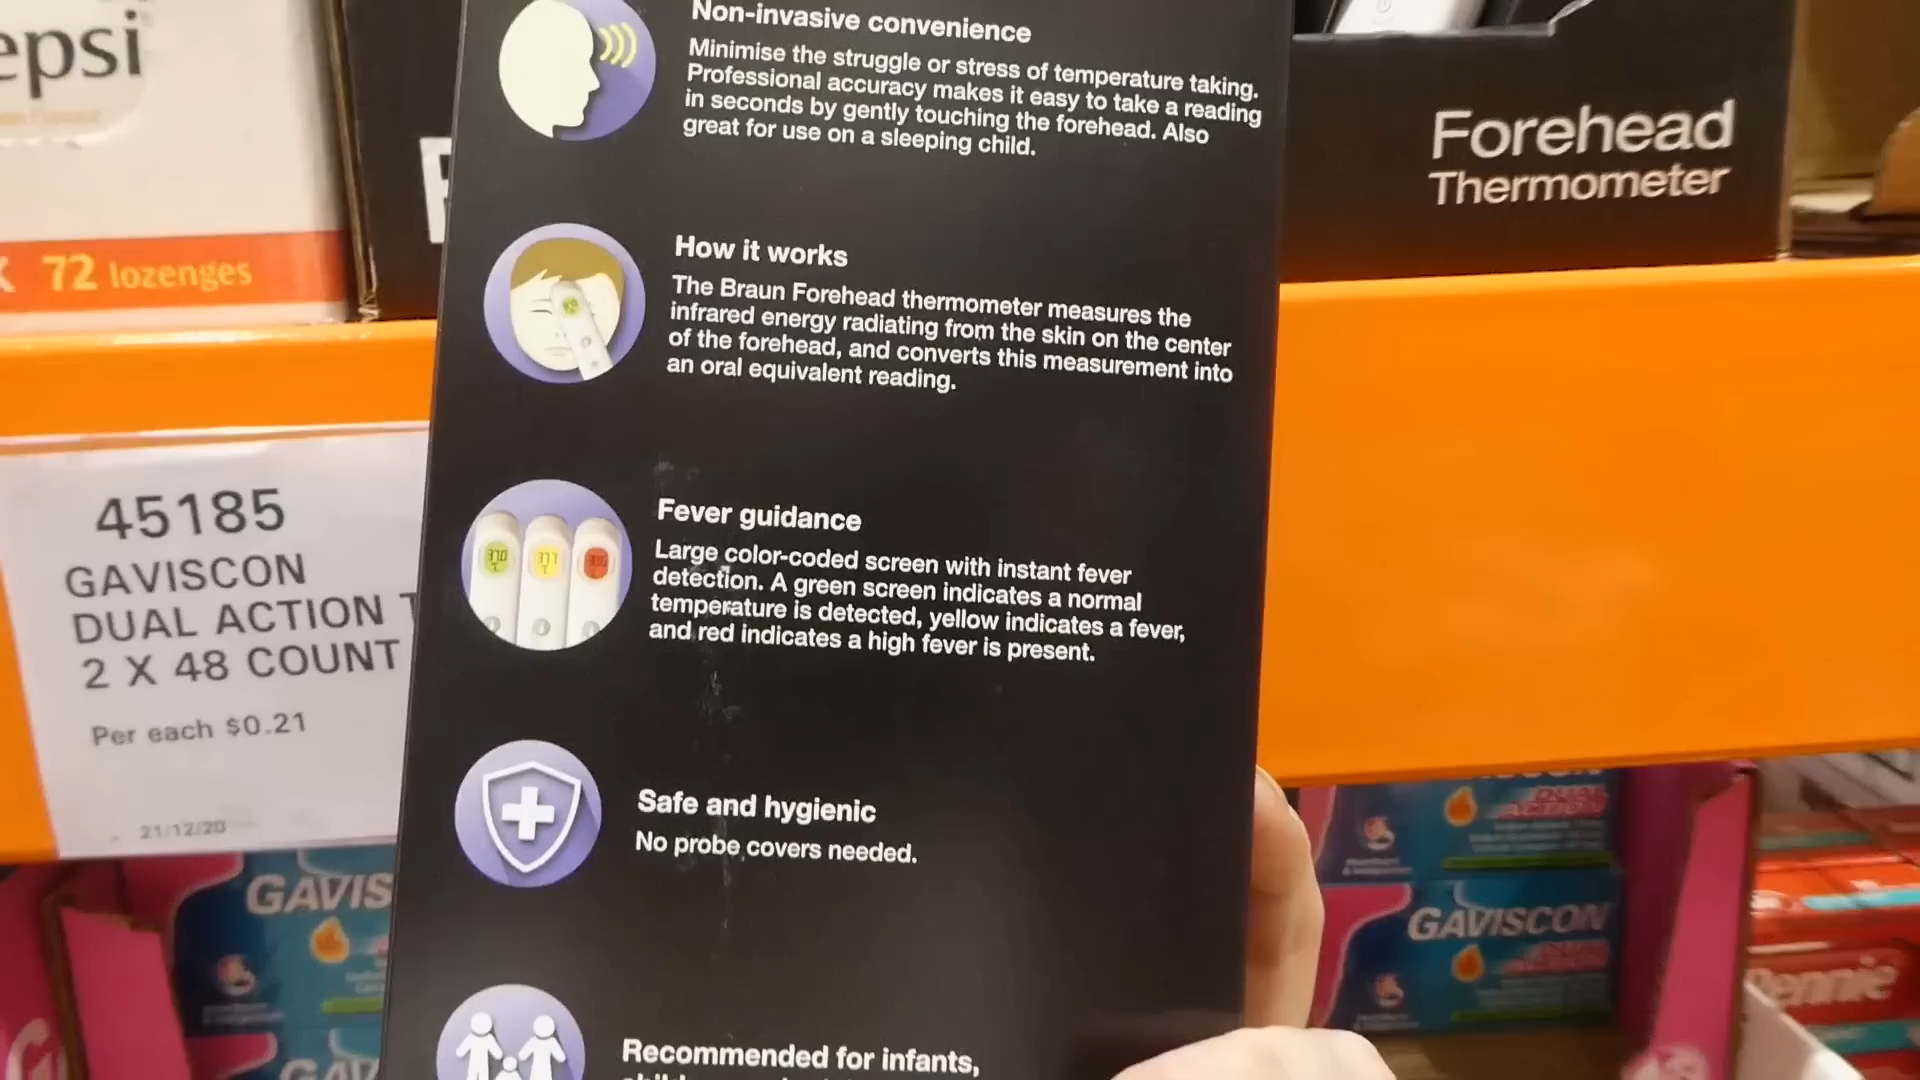 epsi
72 lozenges
45185
GAVISCON
DUAL ACTION
2 X 48 COUNT
Per each $0.21
21/12/20
GAVIS
Non-invasive convenience
Minimise the struggle or stress of temperature taking.
Professional accuracy makes it easy to take a reading
in seconds by gently touching the forehead. Also
great for use on a sleeping child.
How it works
The Braun Forehead thermometer measures the
infrared energy radiating from the skin on the center
of the forehead, and converts this measurement into
an oral equivalent reading.
Fever guidance
Large color-coded screen with instant fever
detection. A green screen indicates a normal
temperature is detected, yellow indicates a fever,
and red indicates a high fever is present.
Safe and hygienic
No probe covers needed.
Recommended for infants,
Forehead
Thermometer
DUAL
ACTION
GAVISCON
DUAL
ACTION
Rennie